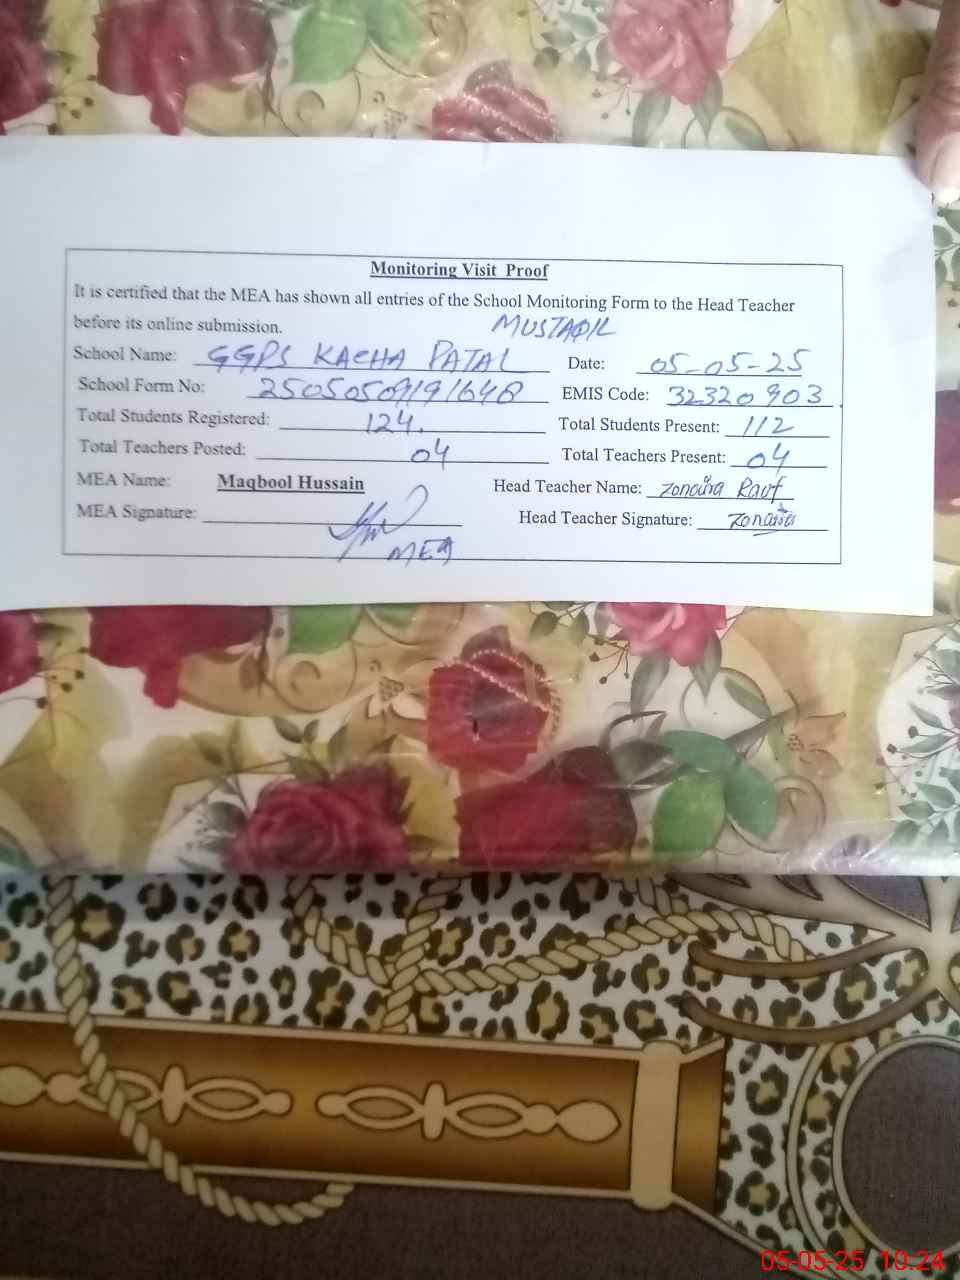 Monitoring Visit Proof
It is certified that the MEA has shown all entries of the School Monitoring Form to the Head Teacher
before its online submission.
MUSTAQIL
School Name: GGPS KACHA PATAL Date: 05-05-25
School Form No: EMIS Code: 32320903
Total Students Registered: 124. Total Students Present: 112
Total Teachers Posted: 04 Total Teachers Present: 04
MEA Name: Maqbool Hussain Head Teacher Name: Zonaira Rauf
MEA Signature: Head Teacher Signature: Zonaira
MEA
05-05-25 10:24